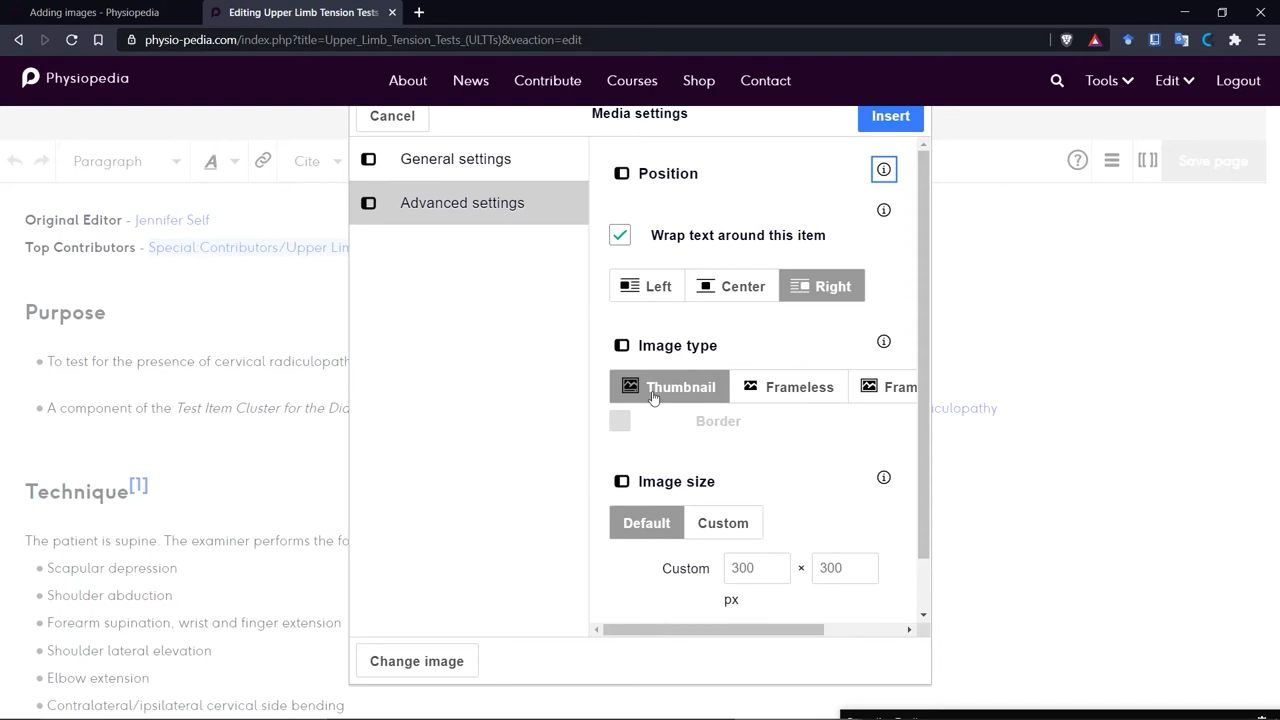 Adding images - Physiopedia
Editing Upper Limb Tension Tests
physio-pedia.com/index.php?title=Upper_Limb_Tension_Tests_(ULTTs)&veaction=edit
Physiopedia
About News Contribute Courses Shop Contact
Tools Edit Logout
Cancel Media settings Insert
Paragraph A Cite
Save page
General settings
Advanced settings
Position
Wrap text around this item
Left Center Right
Image type
Thumbnail Frameless Fram
Border
Image size
Default Custom
Custom 300 × 300
px
Change image
Original Editor - Jennifer Self
Top Contributors - Special:Contributors/Upper Lim
Purpose
To test for the presence of cervical radiculopath
A component of the Test Item Cluster for the Dia
iculopathy
Technique[1]
The patient is supine. The examiner performs the fo
Scapular depression
Shoulder abduction
Forearm supination, wrist and finger extension
Shoulder lateral elevation
Elbow extension
Contralateral/ipsilateral cervical side bending